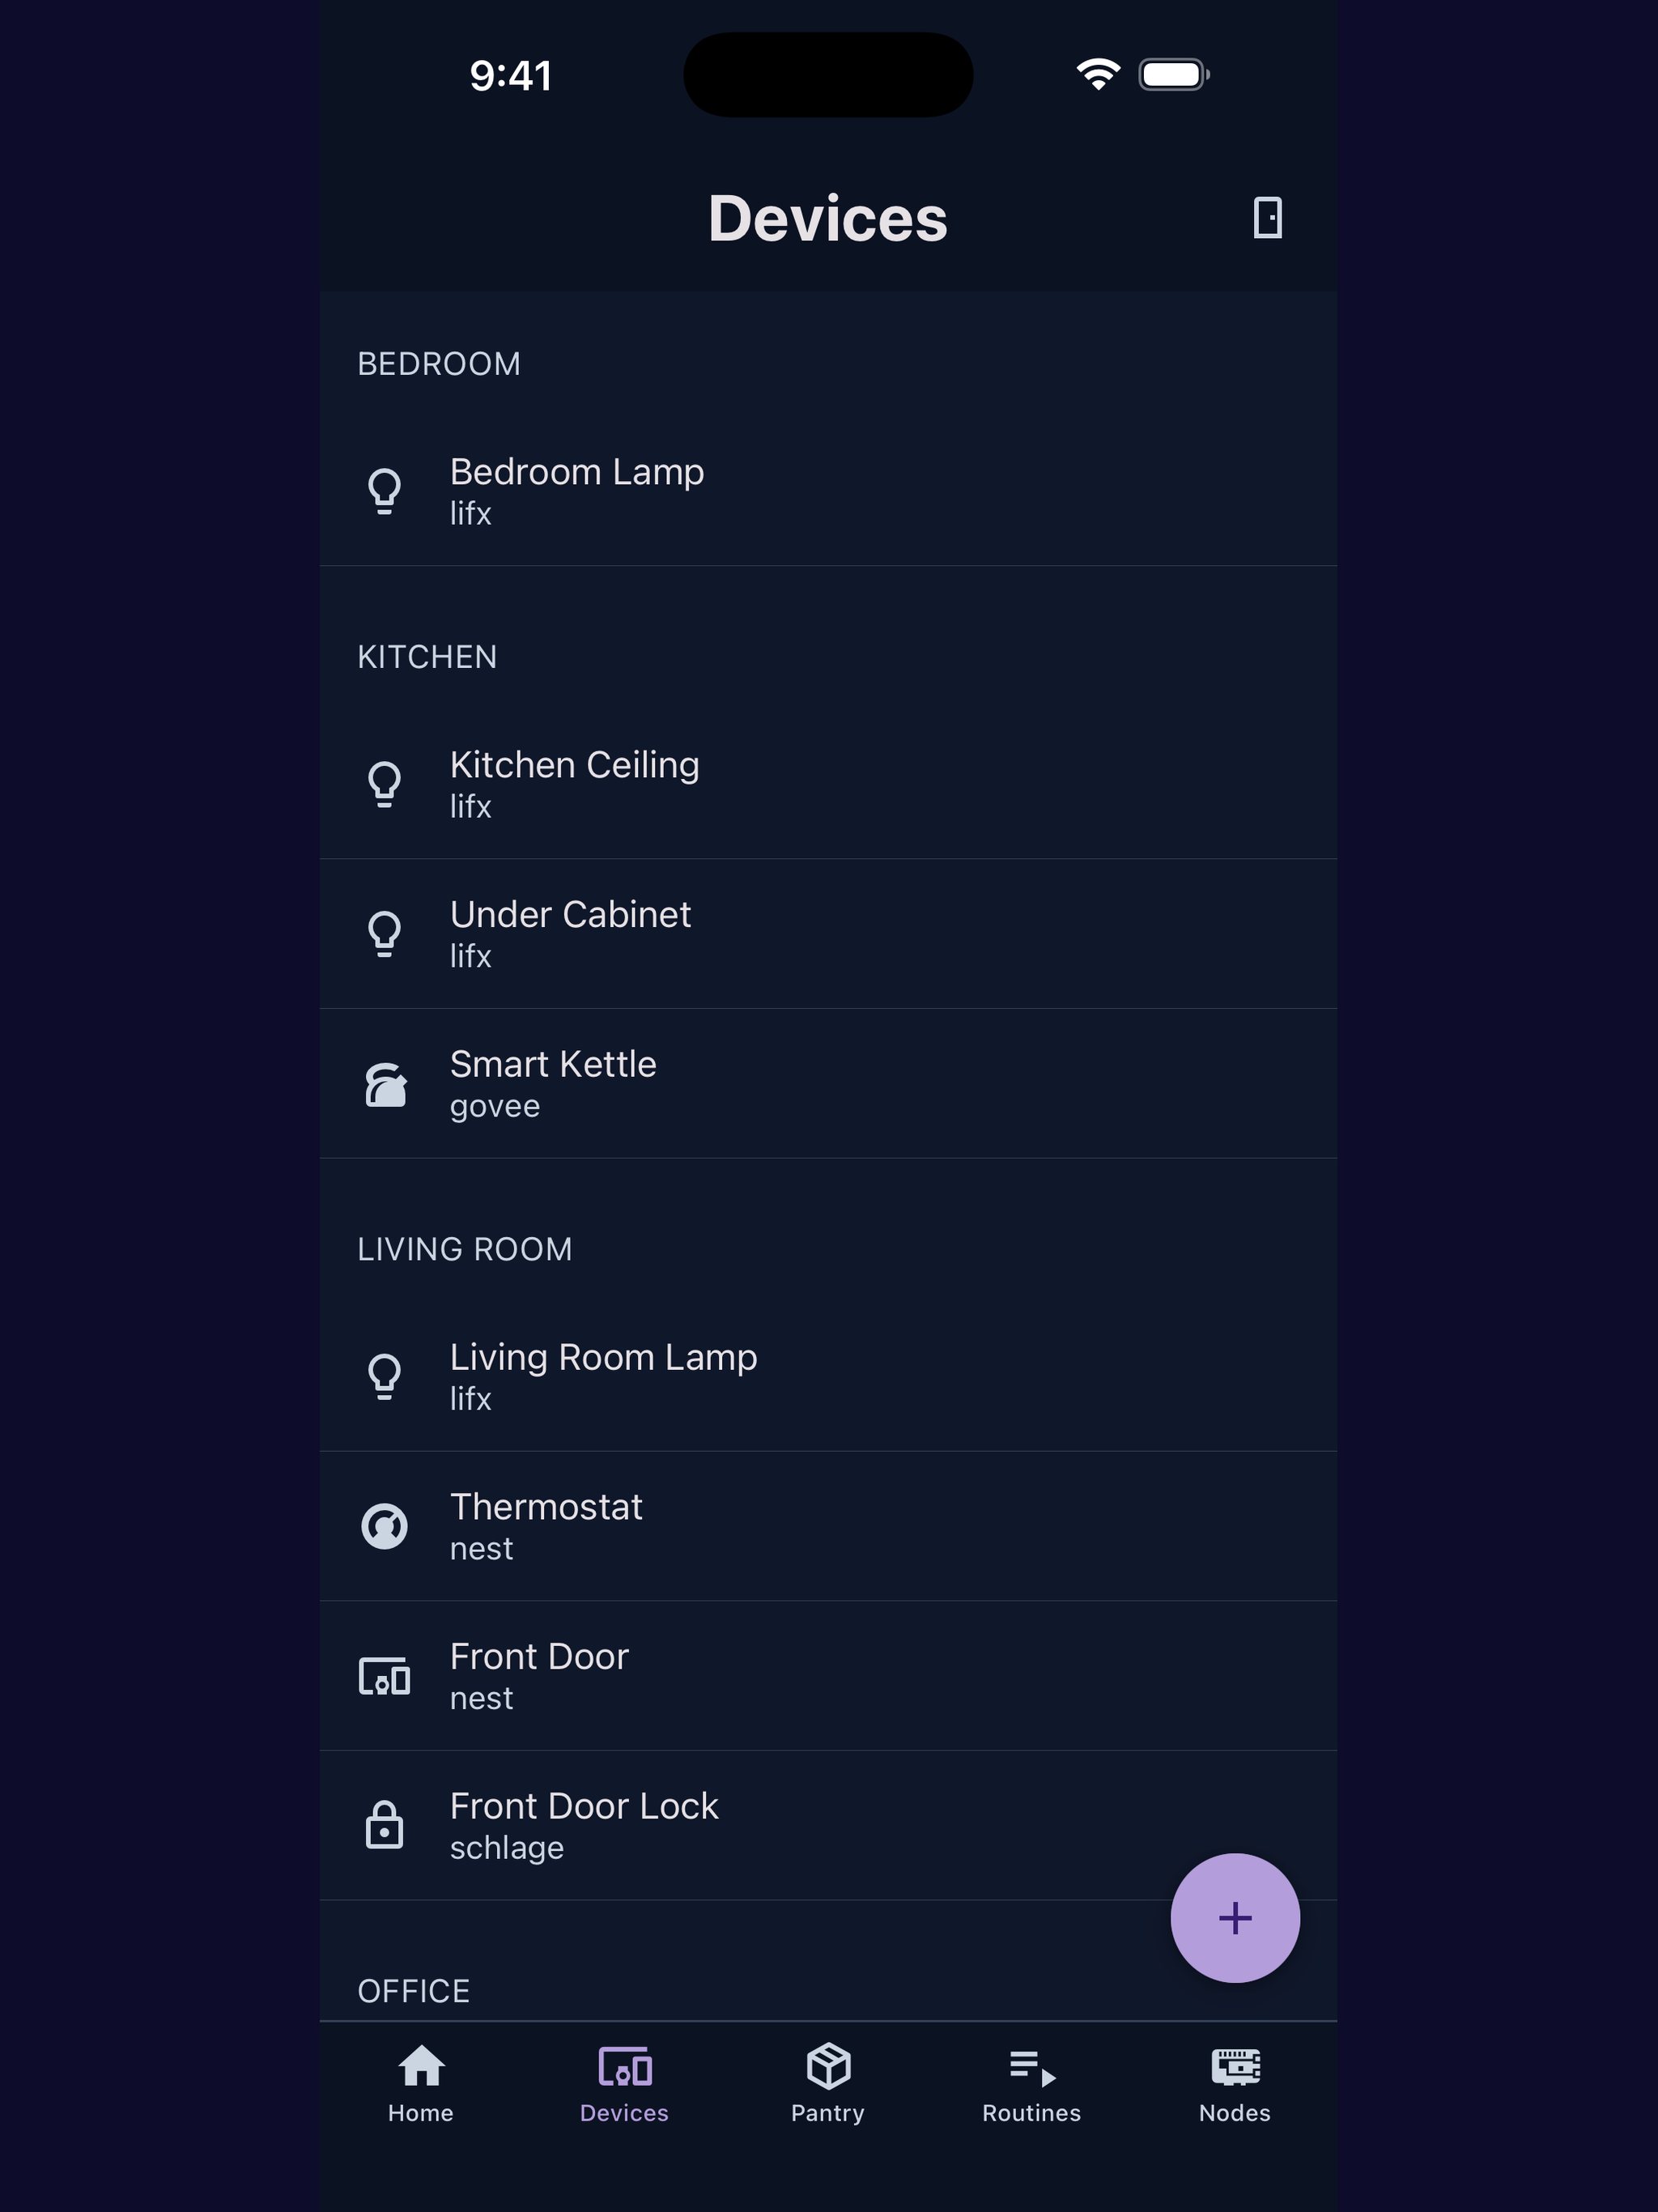 9:41
Devices
BEDROOM
Bedroom Lamp
lifx
KITCHEN
Kitchen Ceiling
lifx
Under Cabinet
lifx
Smart Kettle
govee
LIVING ROOM
Living Room Lamp
lifx
Thermostat
nest
Front Door
nest
Front Door Lock
schlage
OFFICE
Home
Devices
Pantry
Routines
Nodes